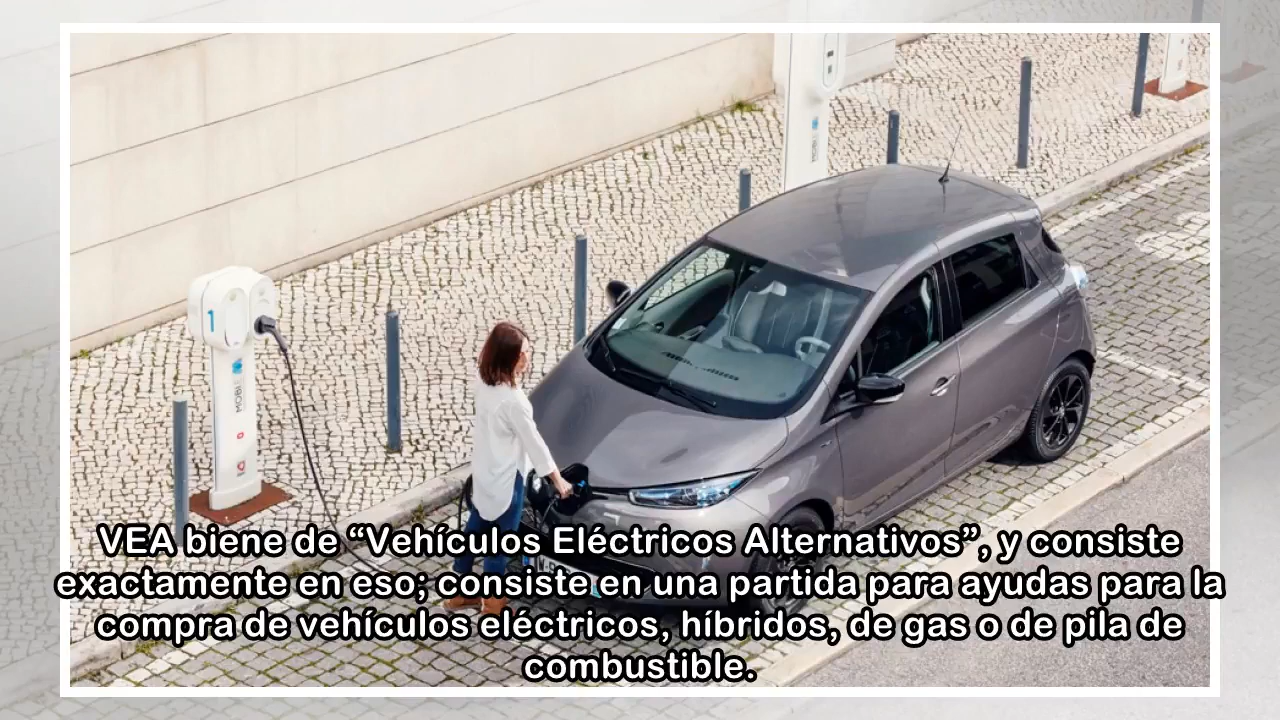 1
VEA biene de “Vehículos Eléctricos Alternativos”, y consiste
exactamente en eso; consiste en una partida para ayudas para la
compra de vehículos eléctricos, híbridos, de gas o de pila de
combustible.